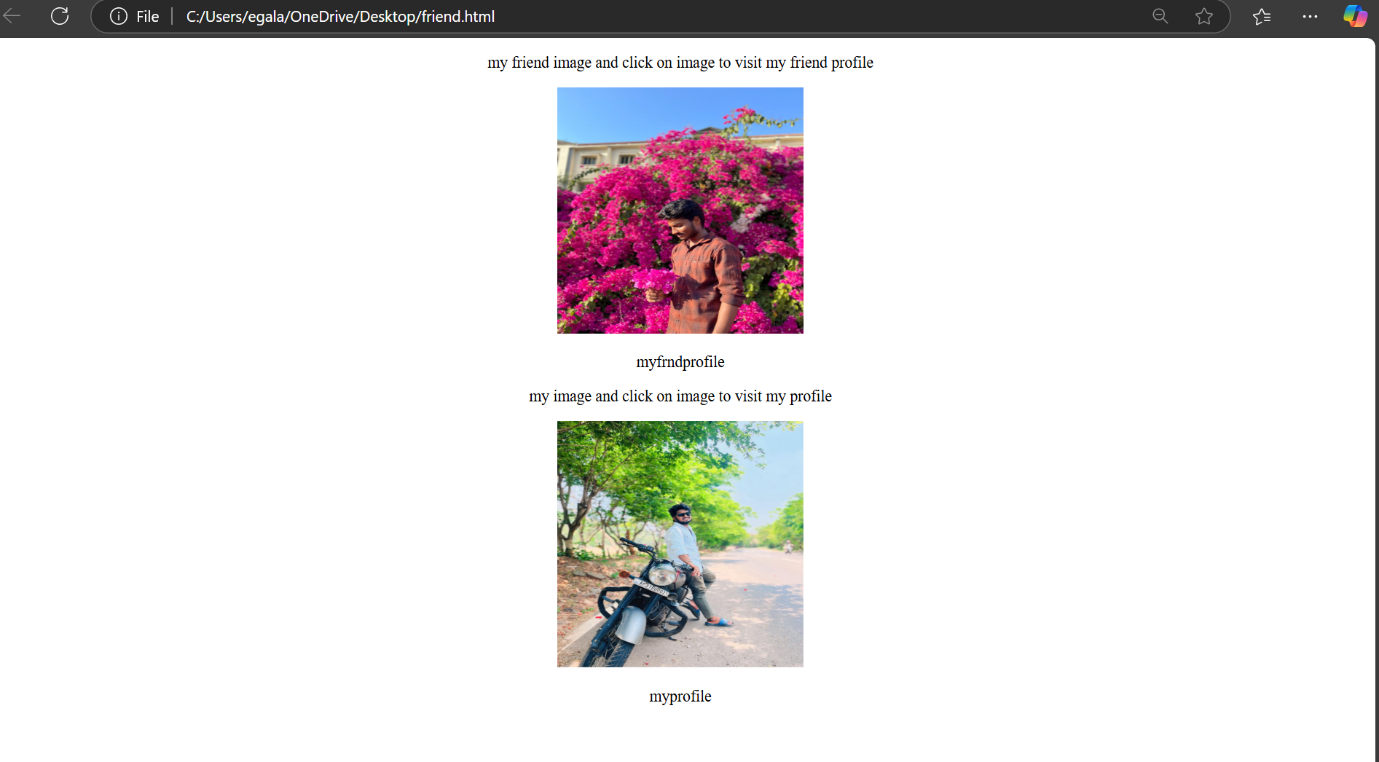 File
C:/Users/egala/OneDrive/Desktop/friend.html
my friend image and click on image to visit my friend profile
myfrndprofile
my image and click on image to visit my profile
myprofile